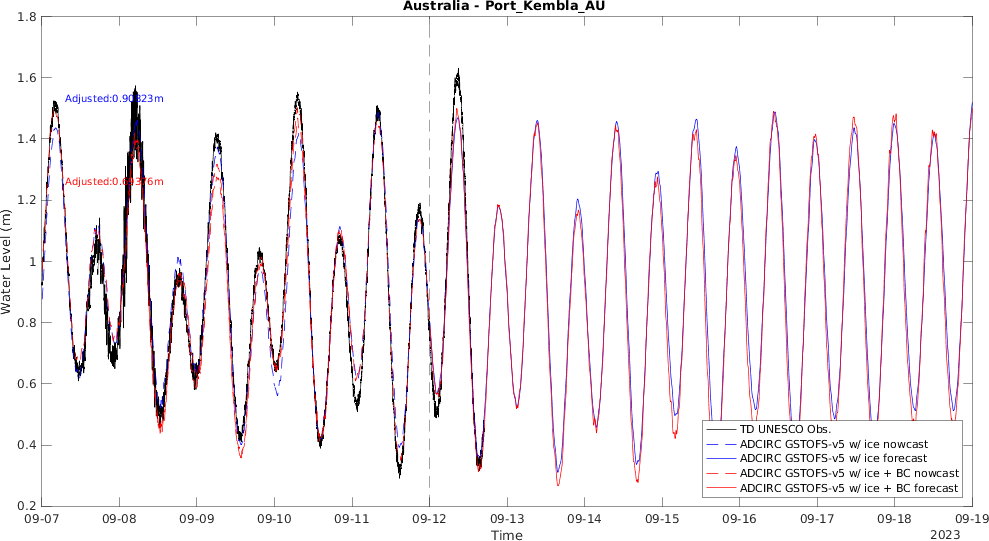 Australia - Port_Kembla_AU
Water Level (m)
1.8
1.6
1.4
1.2
1
0.8
0.6
0.4
0.2
TD UNESCO Obs.
ADCIRC GSTOFS-v5 w/ ice nowcast
ADCIRC GSTOFS-v5 w/ ice forecast
ADCIRC GSTOFS-v5 w/ ice + BC nowcast
ADCIRC GSTOFS-v5 w/ ice + BC forecast
09-07 09-08 09-09 09-10 09-11 09-12 09-13 09-14 09-15 09-16 09-17 09-18 09-19
Time
2023